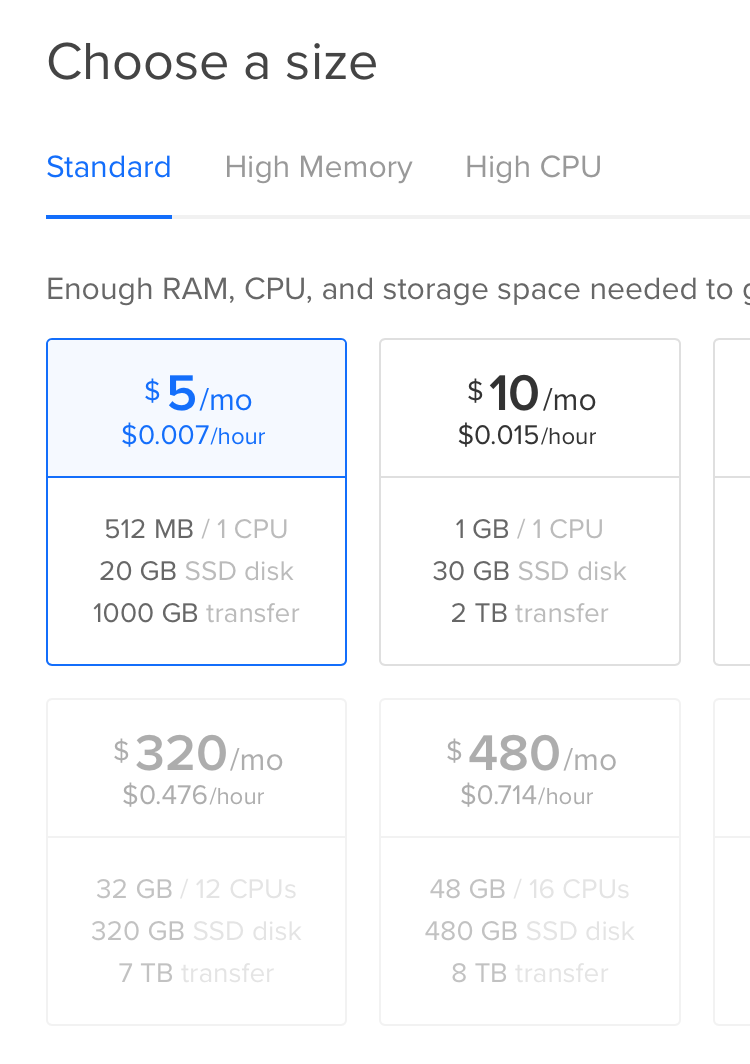 Choose a size
Standard High Memory High CPU
Enough RAM, CPU, and storage space needed to
$5/mo
$0.007/hour
512 MB / 1 CPU
20 GB SSD disk
1000 GB transfer
$10/mo
$0.015/hour
1 GB / 1 CPU
30 GB SSD disk
2 TB transfer
$320/mo
$0.476/hour
32 GB / 12 CPUs
320 GB SSD disk
7 TB transfer
$480/mo
$0.714/hour
48 GB / 16 CPUs
480 GB SSD disk
8 TB transfer